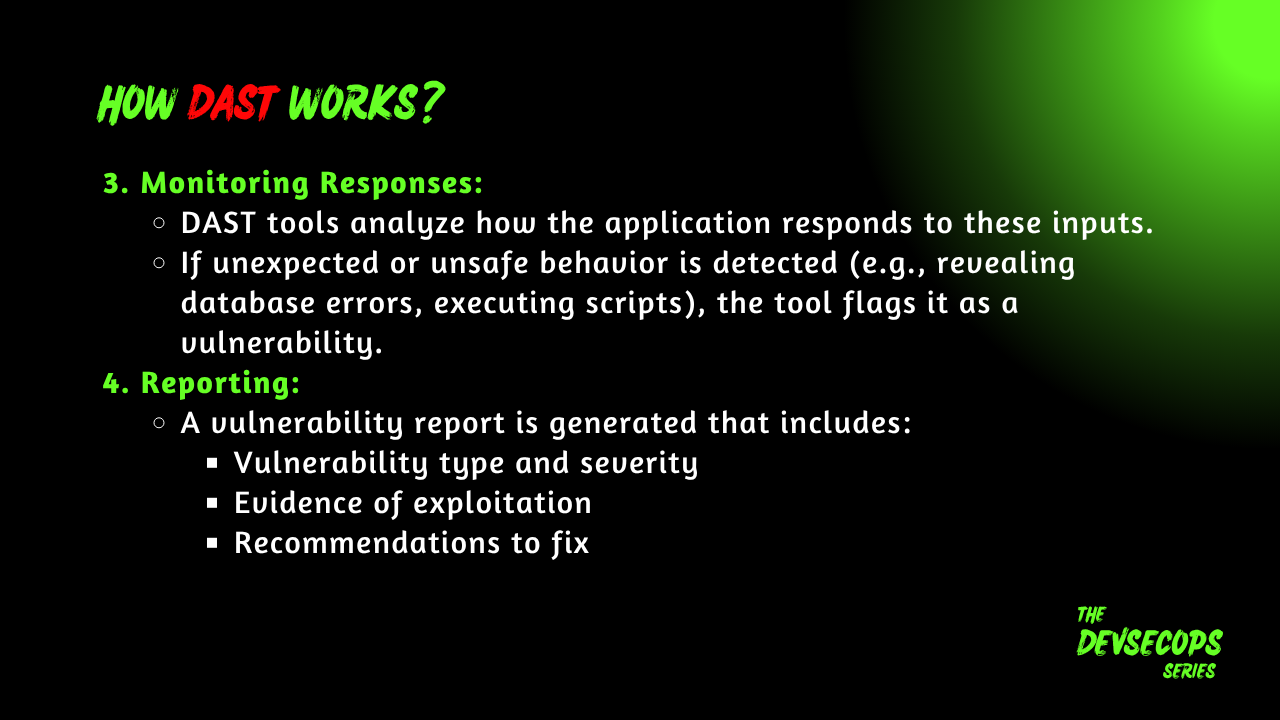 HOW DAST WORKS?
3. Monitoring Responses:
○ DAST tools analyze how the application responds to these inputs.
○ If unexpected or unsafe behavior is detected (e.g., revealing
database errors, executing scripts), the tool flags it as a
vulnerability.
4. Reporting:
○ A vulnerability report is generated that includes:
■ Vulnerability type and severity
■ Evidence of exploitation
■ Recommendations to fix
THE
DEVSECOPS
SERIES